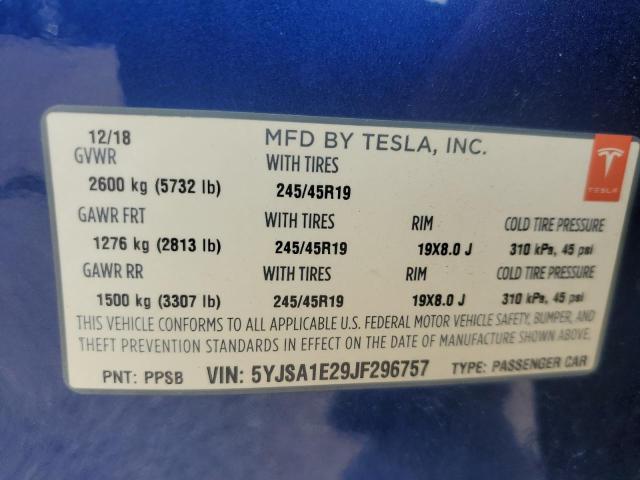 12/18 MFD BY TESLA, INC.
GVWR WITH TIRES
2600 kg (5732 lb) 245/45R19
TESLA
GAWR FRT WITH TIRES RIM COLD TIRE PRESSURE
1276 kg (2813 lb) 245/45R19 19X8.0 J 310 kPa, 45 psi
GAWR RR WITH TIRES RIM COLD TIRE PRESSURE
1500 kg (3307 lb) 245/45R19 19X8.0 J 310 kPa, 45 psi
THIS VEHICLE CONFORMS TO ALL APPLICABLE U.S. FEDERAL MOTOR VEHICLE SAFETY, BUMPER, AND
THEFT PREVENTION STANDARDS IN EFFECT ON THE DATE OF MANUFACTURE SHOWN ABOVE.
PNT: PPSB VIN: 5YJSA1E29JF296757 TYPE: PASSENGER CAR